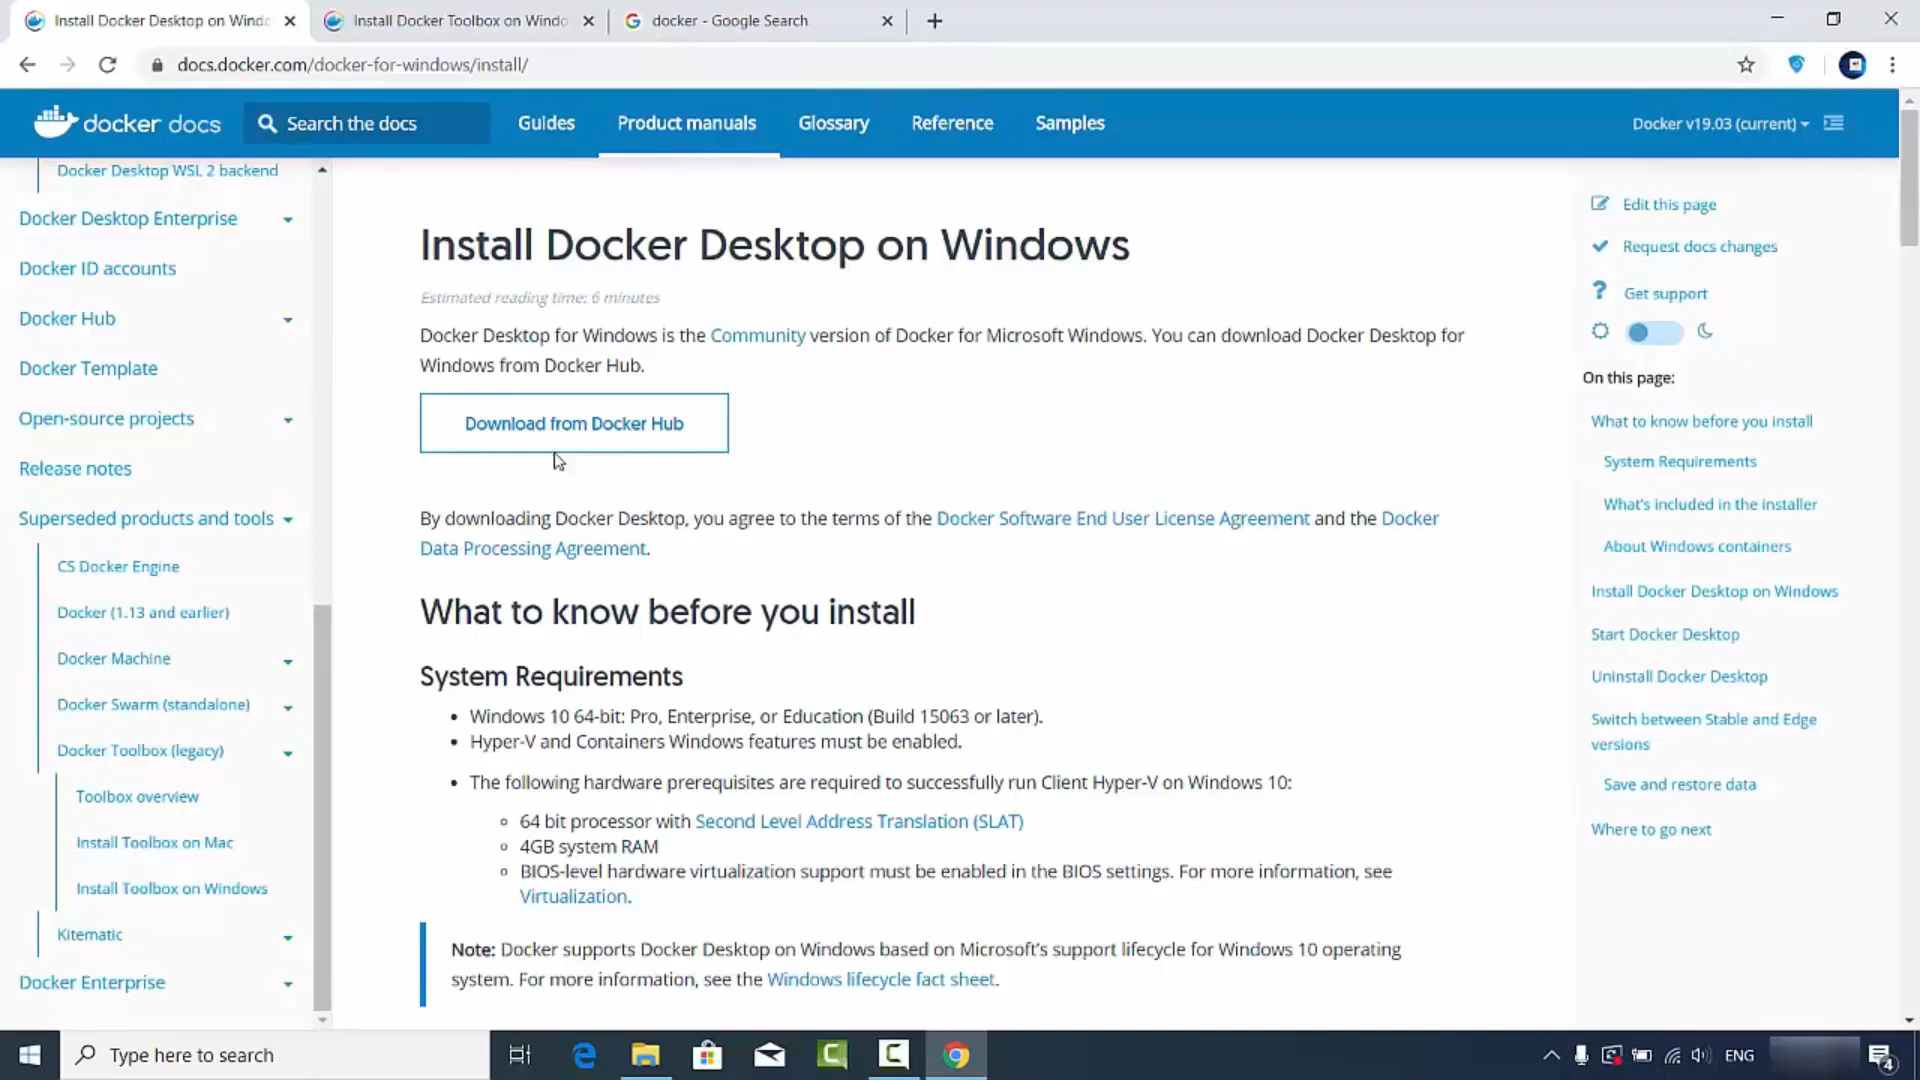 Install Docker Desktop on Windo
Install Docker Toolbox on Windo
docker - Google Search
docs.docker.com/docker-for-windows/install/
docker docs
Search the docs
Guides
Product manuals
Glossary
Reference
Samples
Docker v19.03 (current)
Docker Desktop WSL 2 backend
Docker Desktop Enterprise
Docker ID accounts
Docker Hub
Docker Template
Open-source projects
Release notes
Superseded products and tools
CS Docker Engine
Docker (1.13 and earlier)
Docker Machine
Docker Swarm (standalone)
Docker Toolbox (legacy)
Toolbox overview
Install Toolbox on Mac
Install Toolbox on Windows
Kitematic
Docker Enterprise
Install Docker Desktop on Windows
Estimated reading time: 6 minutes
Docker Desktop for Windows is the Community version of Docker for Microsoft Windows. You can download Docker Desktop for
Windows from Docker Hub.
Download from Docker Hub
By downloading Docker Desktop, you agree to the terms of the Docker Software End User License Agreement and the Docker
Data Processing Agreement.
What to know before you install
System Requirements
• Windows 10 64-bit: Pro, Enterprise, or Education (Build 15063 or later).
• Hyper-V and Containers Windows features must be enabled.
• The following hardware prerequisites are required to successfully run Client Hyper-V on Windows 10:
◦ 64 bit processor with Second Level Address Translation (SLAT)
◦ 4GB system RAM
◦ BIOS-level hardware virtualization support must be enabled in the BIOS settings. For more information, see
Virtualization.
Note: Docker supports Docker Desktop on Windows based on Microsoft's support lifecycle for Windows 10 operating
system. For more information, see the Windows lifecycle fact sheet.
Edit this page
Request docs changes
Get support
On this page:
What to know before you install
System Requirements
What's included in the installer
About Windows containers
Install Docker Desktop on Windows
Start Docker Desktop
Uninstall Docker Desktop
Switch between Stable and Edge
versions
Save and restore data
Where to go next
Type here to search
ENG
4